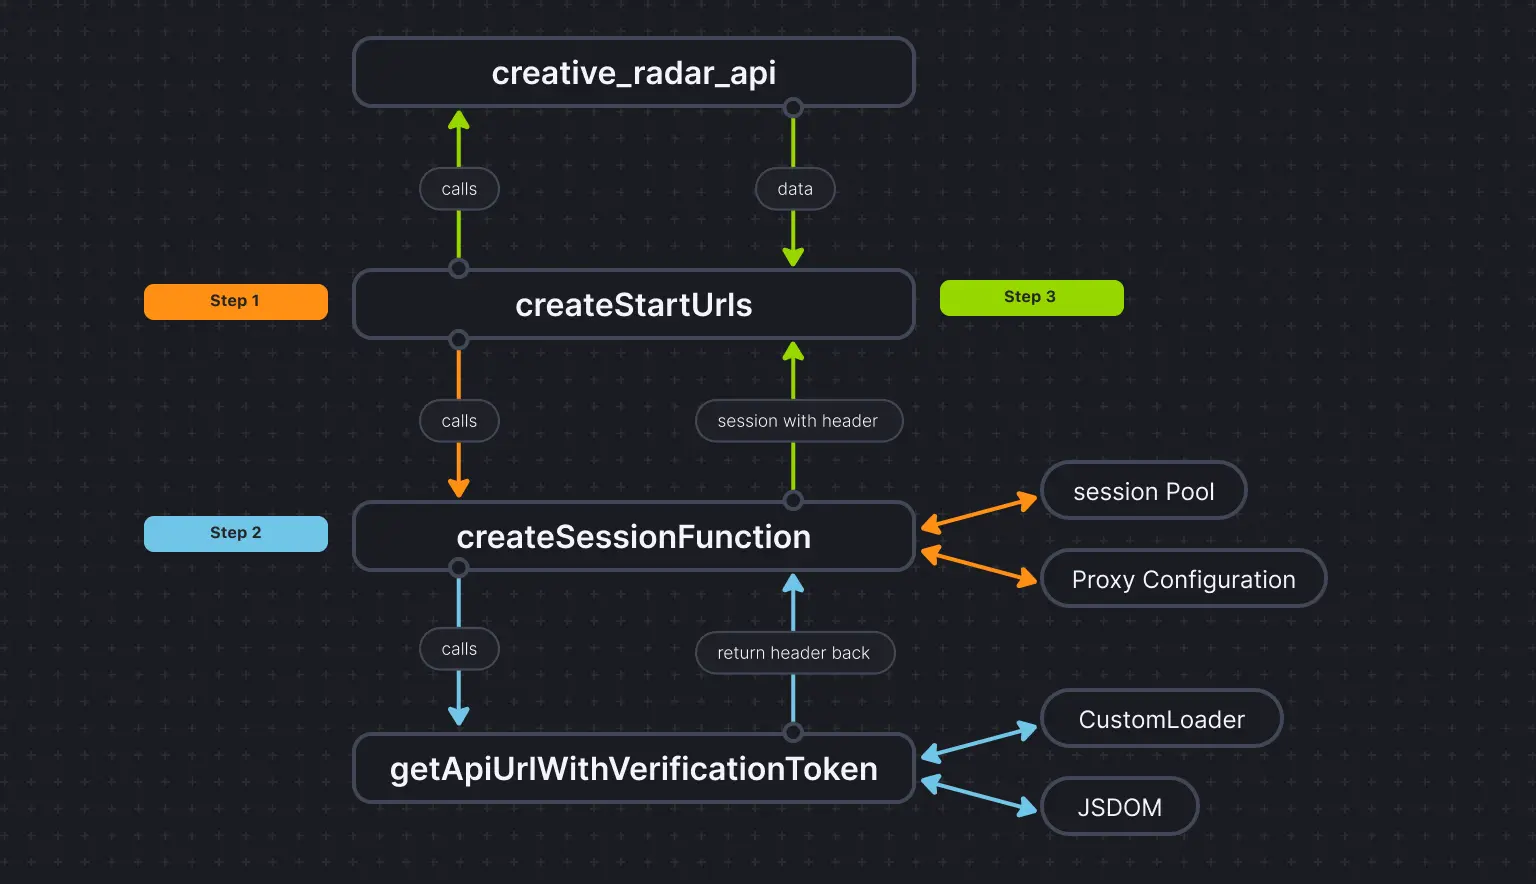 creative_radar_api
calls
data
Step 1
createStartUrls
Step 3
calls
session with header
session Pool
Step 2
createSessionFunction
Proxy Configuration
calls
return header back
CustomLoader
getApiUrlWithVerificationToken
JSDOM